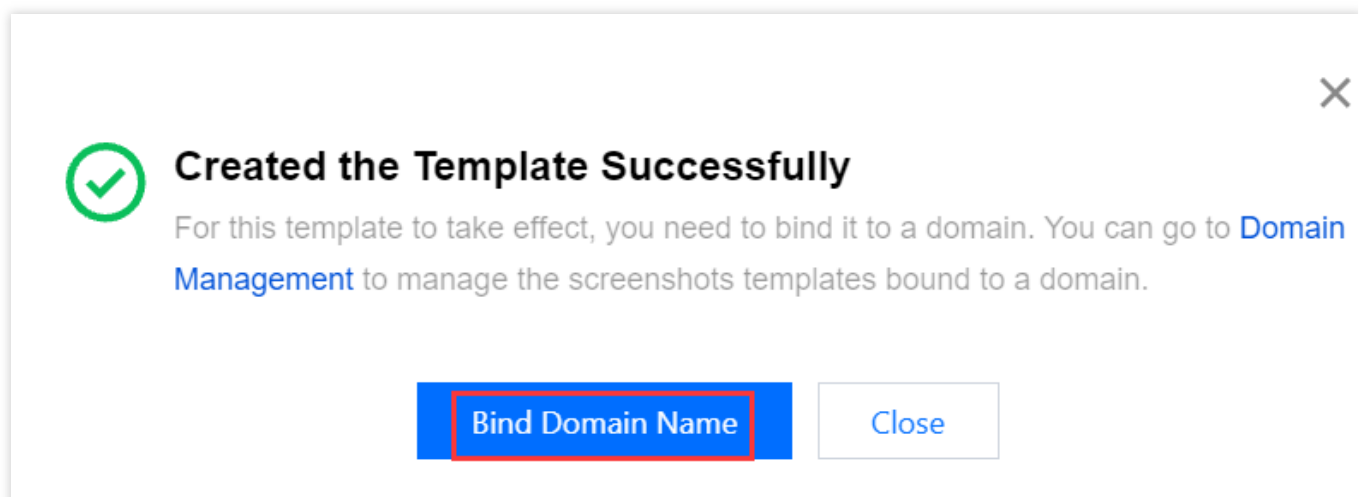 Created the Template Successfully
For this template to take effect, you need to bind it to a domain. You can go to Domain
Management to manage the screenshots templates bound to a domain.
Bind Domain Name
Close